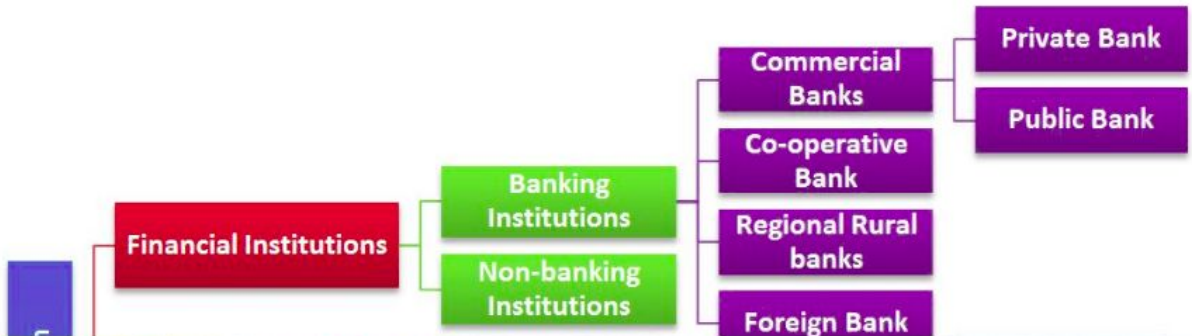 Private Bank
Commercial
Banks
Public Bank
Co-operative
Bank
Banking
Institutions
Regional Rural
banks
Financial Institutions
Non-banking
Institutions
Foreign Bank